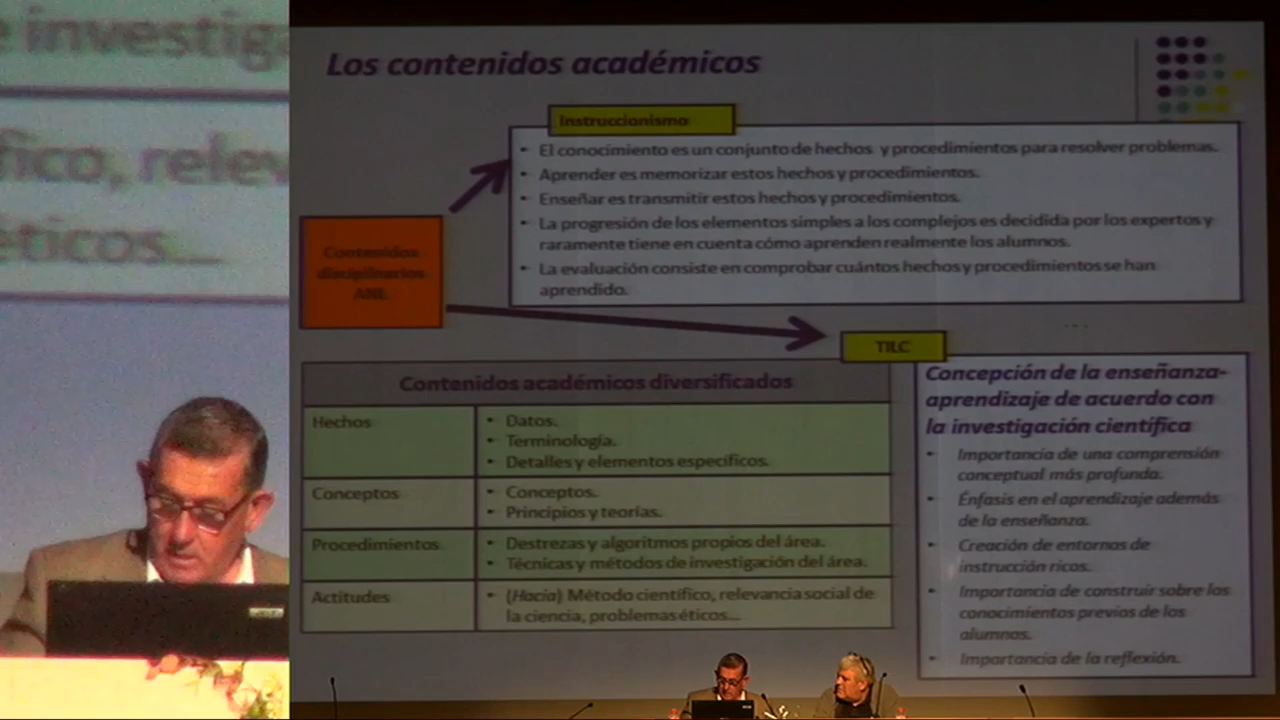 investiga
fico, relev
éticos...
Los contenidos académicos
Instruccionismo
• El conocimiento es un conjunto de hechos y procedimientos para resolver problemas.
• Aprender es memorizar estos hechos y procedimientos.
• Enseñar es transmitir estos hechos y procedimientos.
• La progresión de los elementos simples a los complejos es decidida por los expertos y
raramente tiene en cuenta cómo aprenden realmente los alumnos.
• La evaluación consiste en comprobar cuántos hechos y procedimientos se han
aprendido.
Contenidos
disciplinarios
ANL
TILC
Contenidos académicos diversificados
Hechos
• Datos.
• Terminología.
• Detalles y elementos específicos.
Conceptos
• Conceptos.
• Principios y teorías.
Procedimientos
• Destrezas y algoritmos propios del área.
• Técnicas y métodos de investigación del área.
Actitudes
• (Hacia) Método científico, relevancia social de
la ciencia, problemas éticos...
Concepción de la enseñanza-
aprendizaje de acuerdo con
la investigación científica
• Importancia de una comprensión
conceptual más profunda.
• Énfasis en el aprendizaje además
de la enseñanza.
• Creación de entornos de
instrucción ricos.
• Importancia de construir sobre los
conocimientos previos de los
alumnos.
• Importancia de la reflexión.